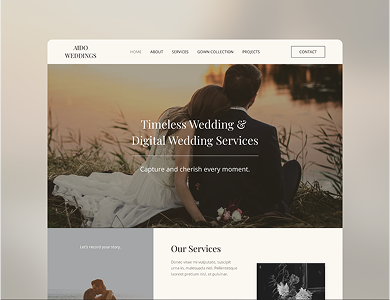 AIDO
WEDDINGS
HOME ABOUT SERVICES GOWN COLLECTION PROJECTS
CONTACT
Timeless Wedding &
Digital Wedding Services
Capture and cherish every moment.
Let's record your story.
Our Services
Donec vitae mi vulputate, suscipit
urna in, malesuada nisl. Pellentesque
laoreet pretium nisl, et pulvinar